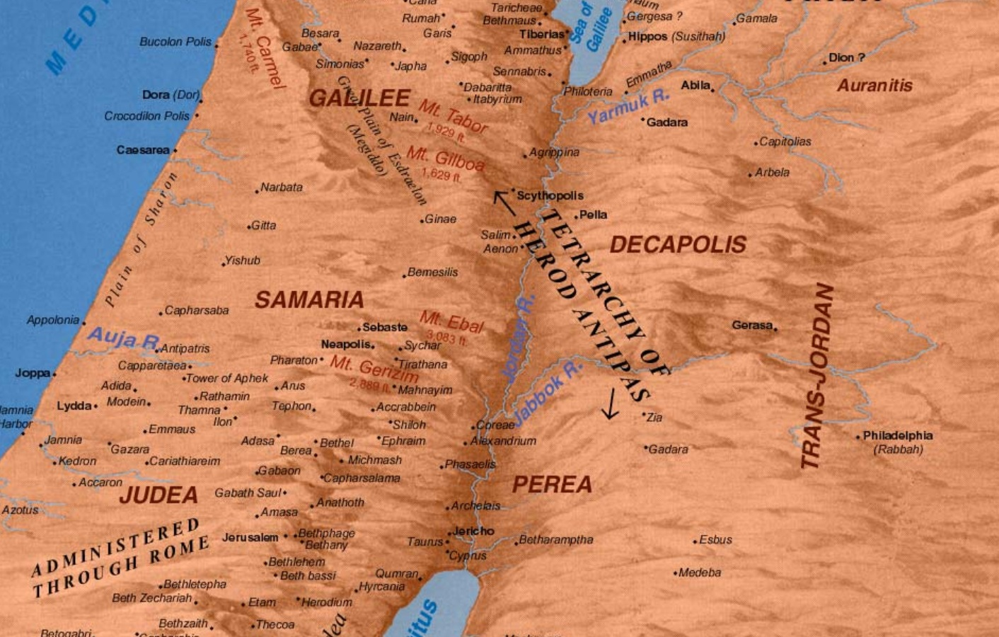 Cana
Taricheae
Bethmaus
Tiberias
Ammathus
Sennabris
Sea of
Galilee
Gergesa ?
Hippos (Susithah)
Gamala
Dion ?
Emmatha
Abila
Auranitis
Philoteria
Yarmuk R.
Gadara
Capitolias
Arbela
Rumah
Garis
Besara
Gabae
Nazareth
Simonias
Japha
Sigoph
Dabaritta
Itabyrium
Bucolon Polis
Mt. Carmel
1,740 ft.
GALILEE
Great Plain of Esdraelon
(Megiddo)
Nain
Mt. Tabor
1,929 ft.
Mt. Gilboa
1,629 ft.
Agrippina
Dora (Dor)
Crocodilon Polis
Caesarea
Plain of Sharon
Narbata
Gitta
Yishub
Ginae
Scythopolis
Pella
Salim
Aenon
Bemesilis
TETRARCHY OF
HEROD ANTIPAS
DECAPOLIS
SAMARIA
Capharsaba
Appolonia
Auja R.
Antipatris
Sebaste
Neapolis
Sychar
Mt. Ebal
3,083 ft.
Jordan R.
Gerasa
TRANS-JORDAN
Joppa
Capparetaea
Tower of Aphek
Pharaton
Mt. Gerizim
2,889 ft.
Tirathana
Mahnayim
Jabbok R.
Adida
Modein
Rathamin
Arus
Lydda
Thamna
Ilon
Tephon
Accrabbein
Jamnia
Harbor
Emmaus
Shiloh
Coreae
Zia
Philadelphia
(Rabbah)
Jamnia
Gazara
Adasa
Bethel
Ephraim
Alexandrium
Gadara
Kedron
Cariathiareim
Berea
Michmash
Phasaelis
Accaron
Gabaon
Capharsalama
JUDEA
PEREA
Azotus
Gabath Saul
Anathoth
Archelais
Amasa
ADMINISTERED
THROUGH ROME
Jerusalem
Bethphage
Bethany
Jericho
Taurus
Cyprus
Betharamptha
Esbus
Bethlehem
Beth bassi
Qumran
Hyrcania
Medeba
Bethletepha
Beth Zechariah
Etam
Herodium
Bethzaith
Thecoa
Betogabri